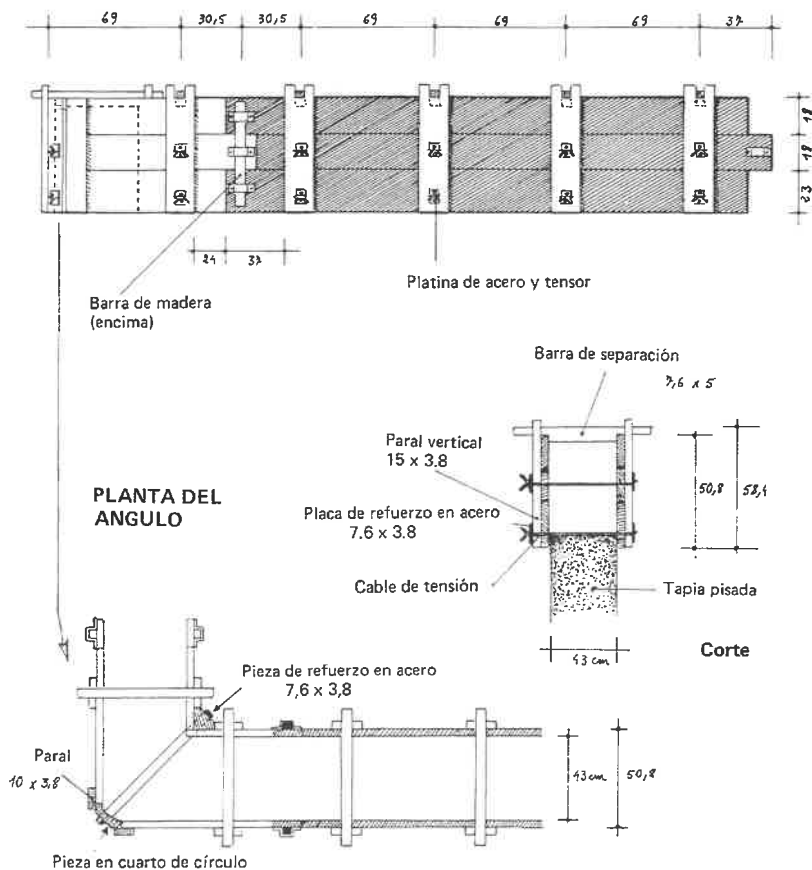 69 30,5 30,5 69 69 69 37
18
18
23
24 37
Barra de madera
(encima)
Platina de acero y tensor
Barra de separación
7,6 x 5
Paral vertical
15 x 3.8
PLANTA DEL
ANGULO
Placa de refuerzo en acero
7.6 x 3.8
50,8
58,4
Cable de tensión
Tapia pisada
43 cm
Corte
Pieza de refuerzo en acero
7,6 x 3,8
Paral
10 x 3,8
43 cm
50,8
Pieza en cuarto de círculo